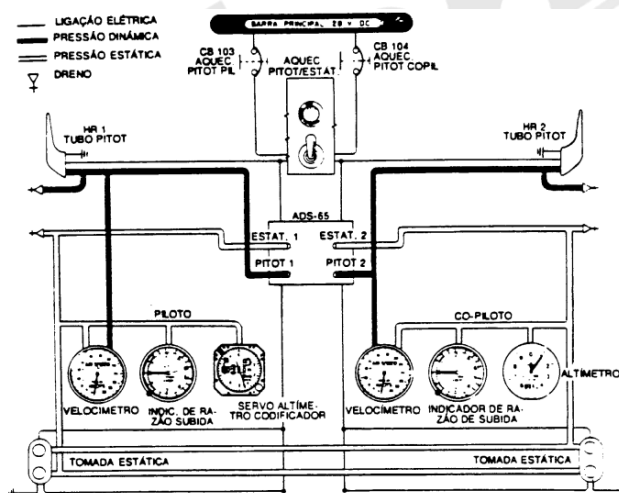 LIGAÇÃO ELÉTRICA
PRESSÃO DINÁMICA
PRESSÃO ESTÁTICA
DRENO
BARRA PRINCIPAL 28 V DC
CB 103
AQUEC
PITOT PIL
AQUEC
PITOT/ESTAT.
CB 104
AQUEC
PITOT COPIL
HR 1
TUBO PITOT
HR 2
TUBO PITOT
ADS-65
ESTAT. 1
ESTAT. 2
PITOT 1
PITOT 2
PILOTO
CO-PILOTO
VELOCÍMETRO
INDIC. DE RA-
ZÃO SUBIDA
SERVO ALTÍME-
TRO CODIFICADOR
VELOCÍMETRO
INDICADOR DE RA-
ZÃO DE SUBIDA
ALTÍMETRO
TOMADA ESTÁTICA
TOMADA ESTÁTICA